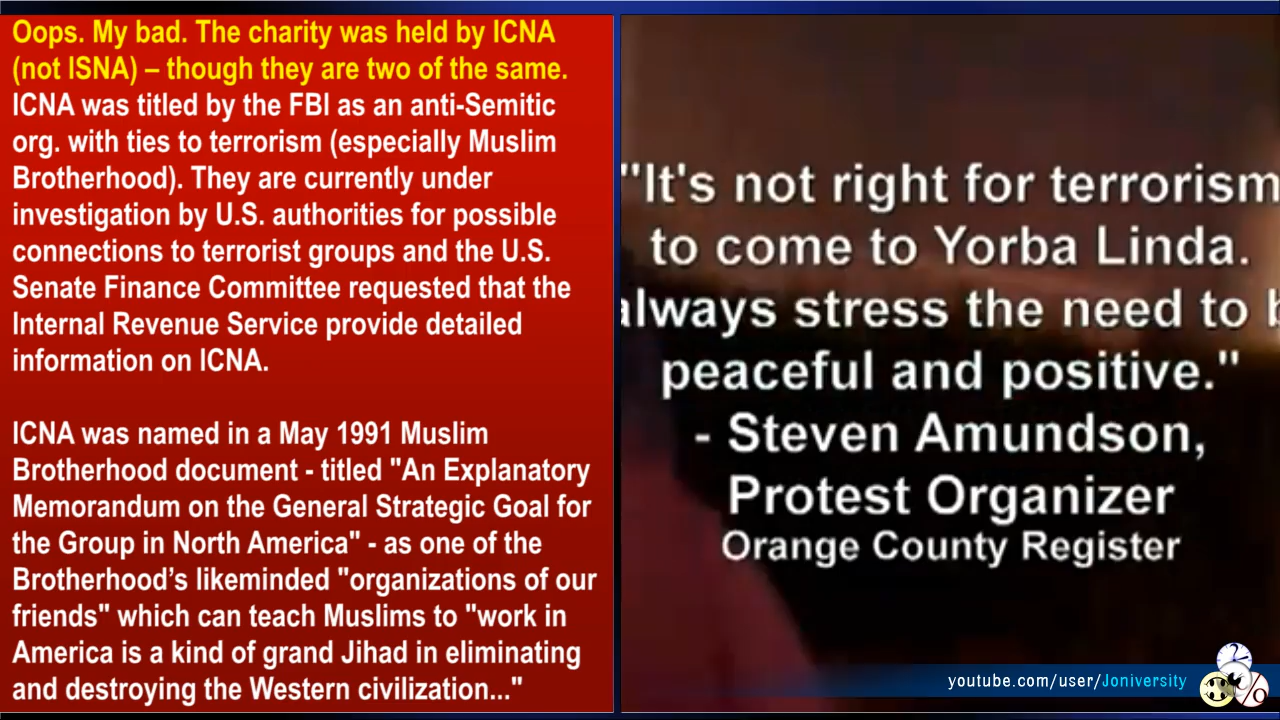 Oops. My bad. The charity was held by ICNA
(not ISNA) – though they are two of the same.
ICNA was titled by the FBI as an anti-Semitic
org. with ties to terrorism (especially Muslim
Brotherhood). They are currently under
investigation by U.S. authorities for possible
connections to terrorist groups and the U.S.
Senate Finance Committee requested that the
Internal Revenue Service provide detailed
information on ICNA.
ICNA was named in a May 1991 Muslim
Brotherhood document - titled "An Explanatory
Memorandum on the General Strategic Goal for
the Group in North America" - as one of the
Brotherhood’s likeminded "organizations of our
friends" which can teach Muslims to "work in
America is a kind of grand Jihad in eliminating
and destroying the Western civilization..."
"It's not right for terrorism
to come to Yorba Linda.
always stress the need to
peaceful and positive."
- Steven Amundson,
Protest Organizer
Orange County Register
youtube.com/user/Joniversity